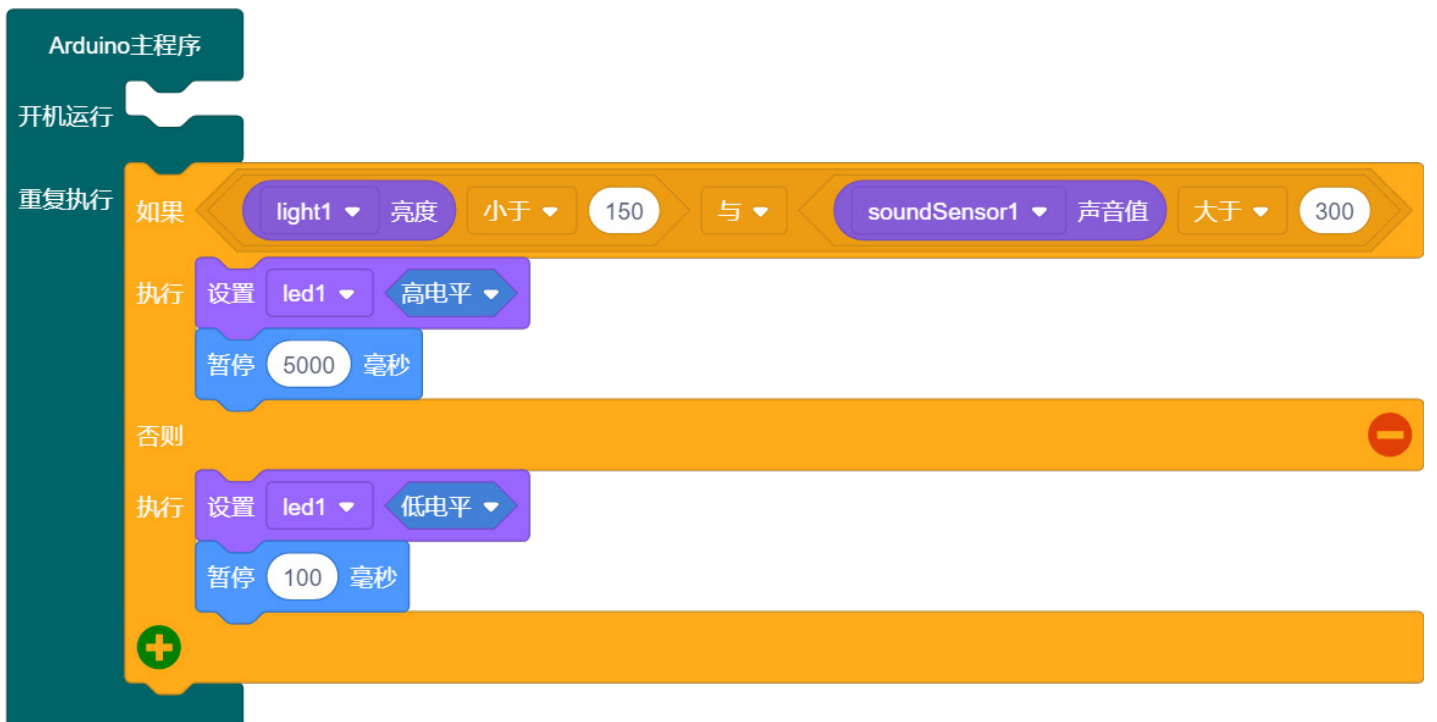 Arduino主程序
开机运行
重复执行 如果 light1 亮度 小于 150 与 soundSensor1 声音值 大于 300
执行 设置 led1 高电平
暂停 5000 毫秒
否则
执行 设置 led1 低电平
暂停 100 毫秒